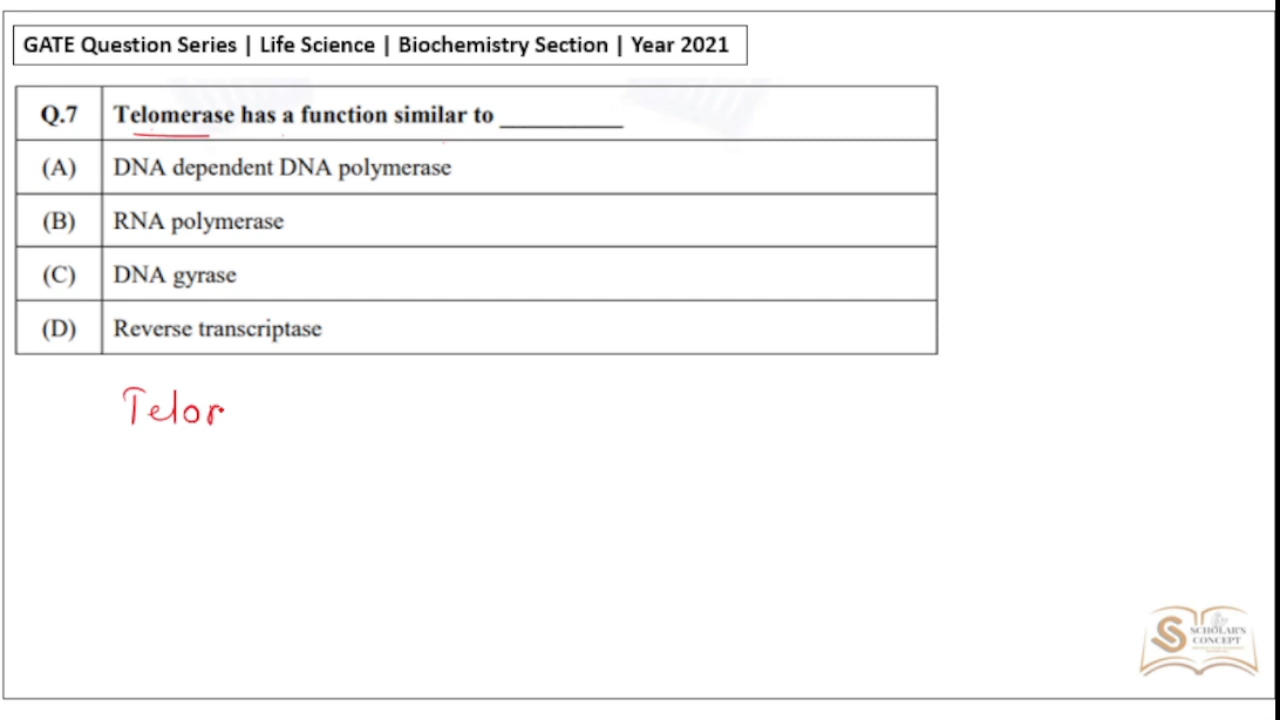 GATE Question Series | Life Science | Biochemistry Section | Year 2021
Q.7 Telomerase has a function similar to __________
(A) DNA dependent DNA polymerase
(B) RNA polymerase
(C) DNA gyrase
(D) Reverse transcriptase
Telor
SCHOLAR'S
CONCEPT